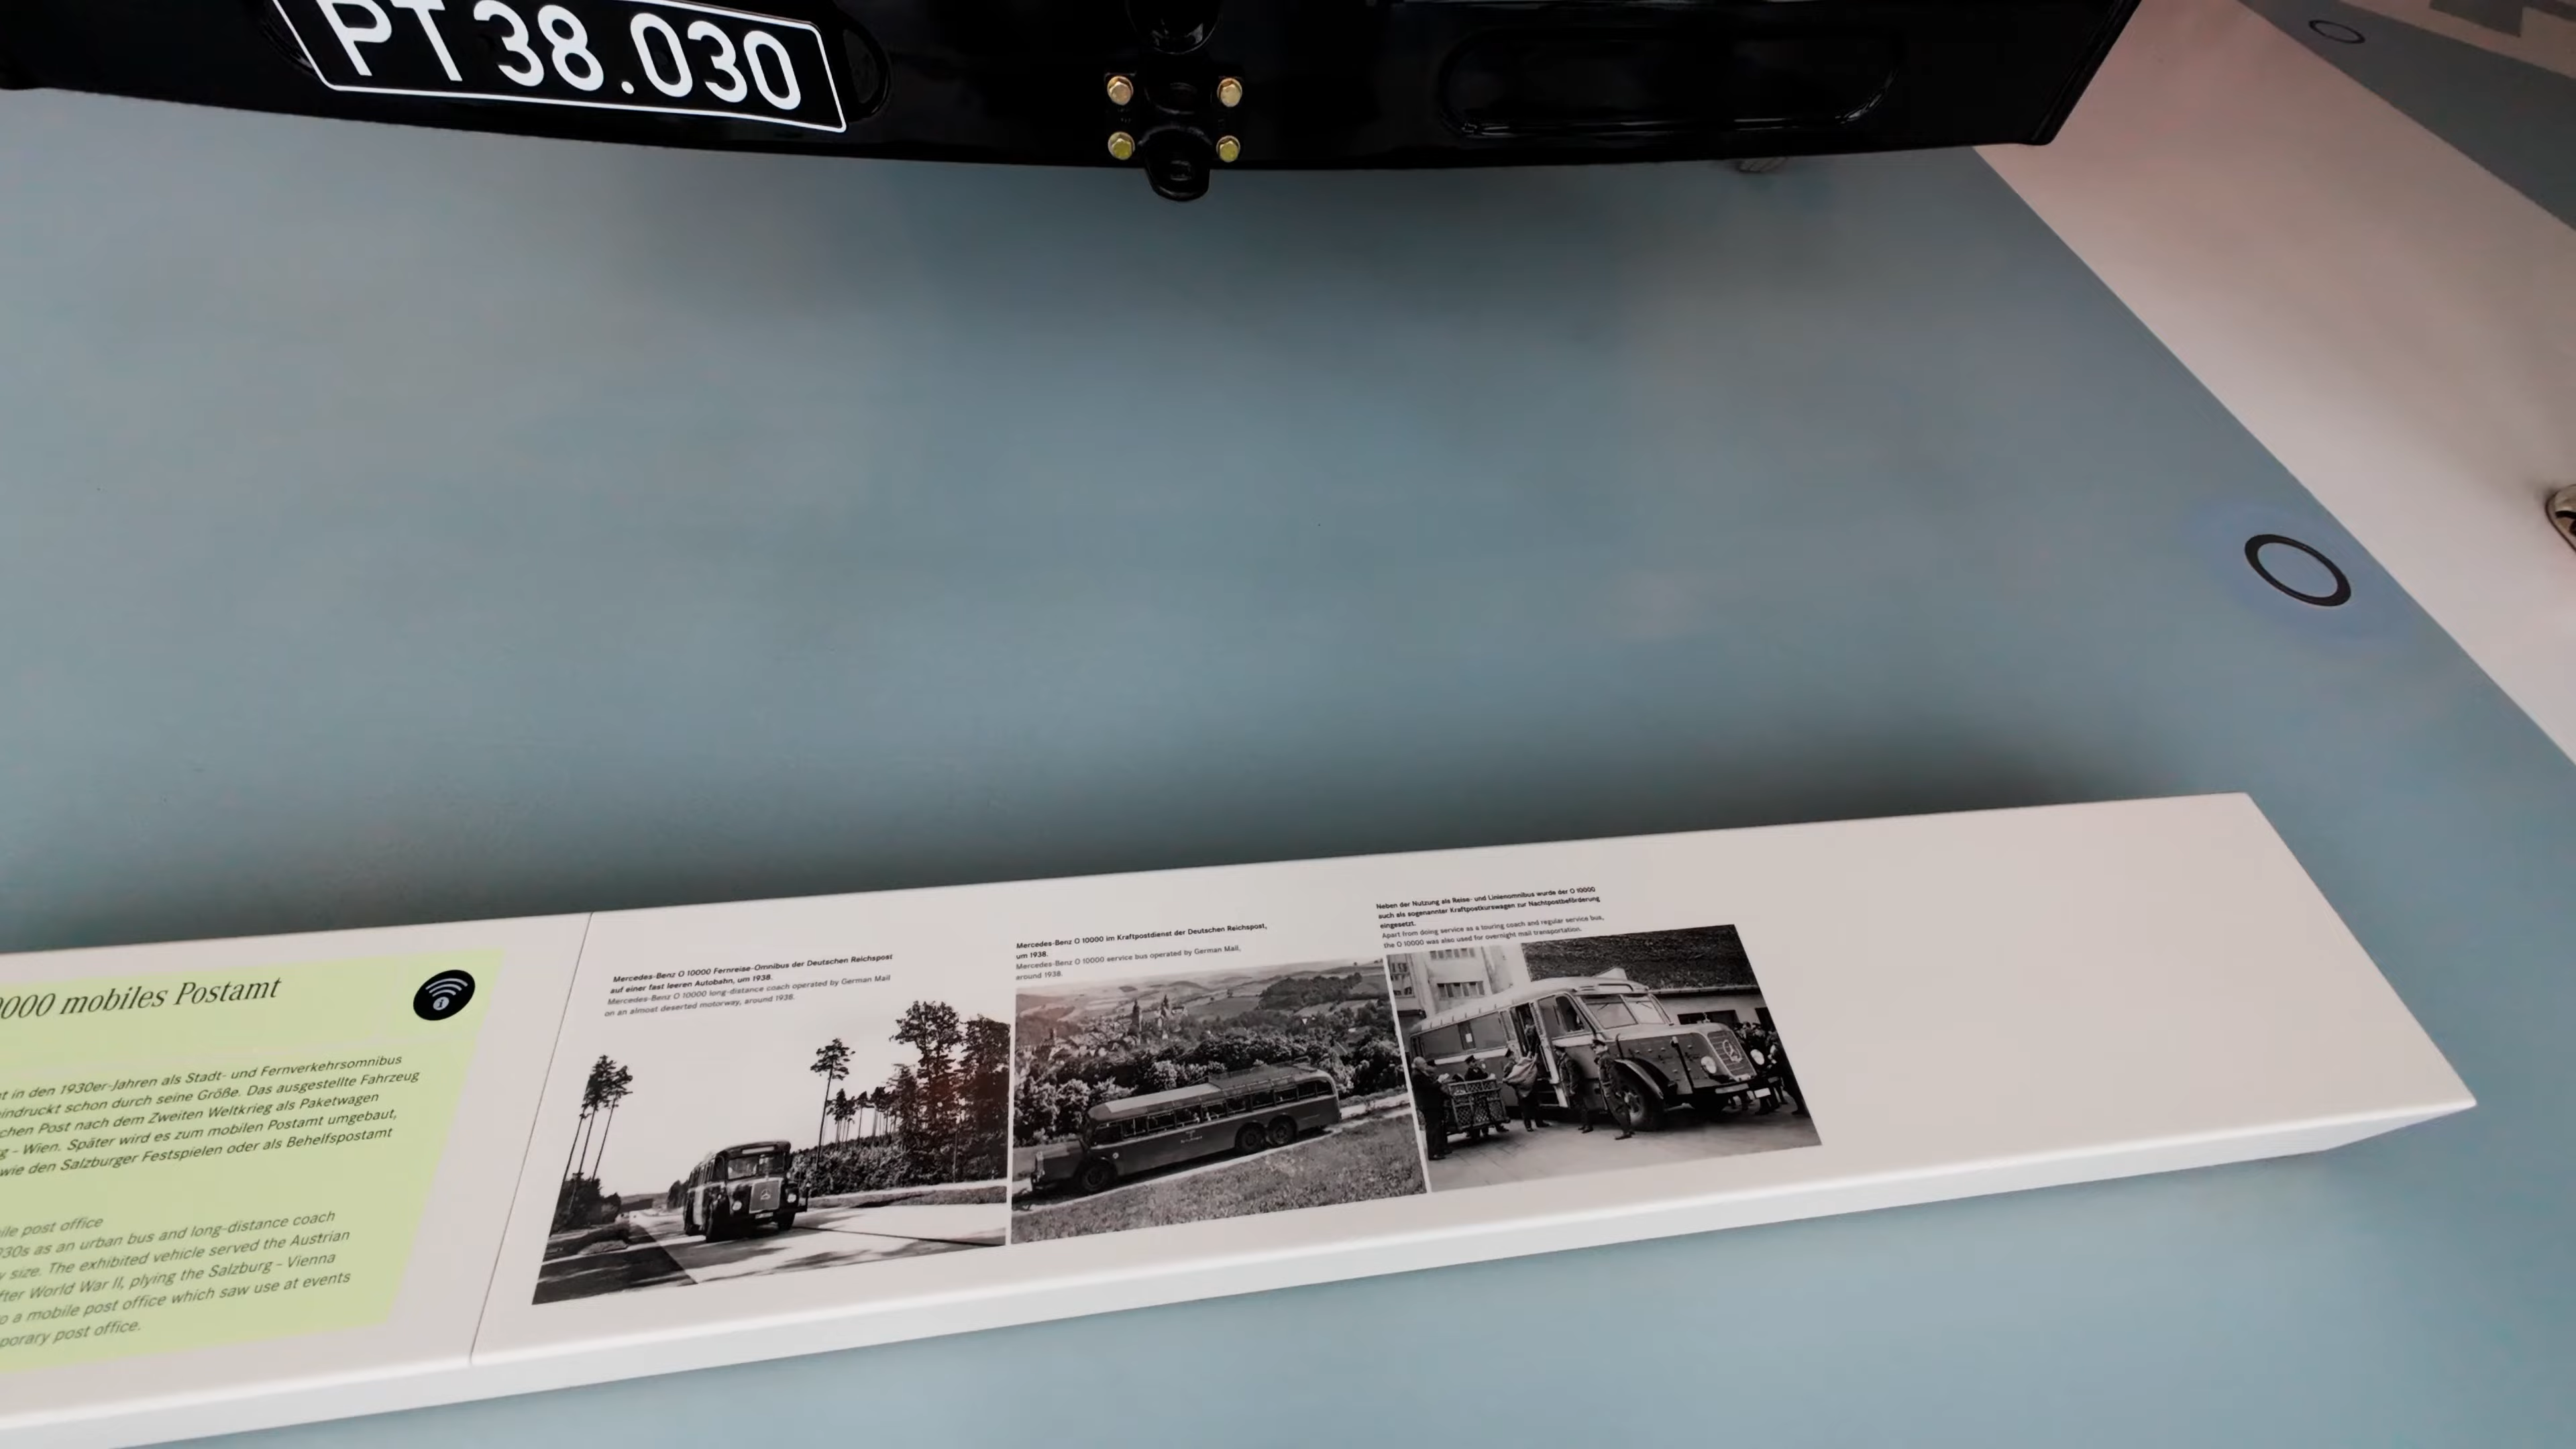 PT38.030
0000 mobiles Postamt
in den 1930er-Jahren als Stadt- und Fernverkehrsomnibus
schon durch seine Größe. Das ausgestellte Fahrzeug
Post nach dem Zweiten Weltkrieg als Paketwagen
- Wien. Später wird es zum mobilen Postamt umgebaut,
wie den Salzburger Festspielen oder als Behelfspostamt
post office
as an urban bus and long-distance coach
size. The exhibited vehicle served the Austrian
World War II, plying the Salzburg - Vienna
a mobile post office which saw use at events
post office.
Mercedes-Benz O 10000 Fernreise-Omnibus der Deutschen Reichspost
auf einer fast leeren Autobahn, um 1938.
Mercedes-Benz O 10000 long-distance coach operated by German Mail
on an almost deserted motorway, around 1938.
Mercedes-Benz O 10000 im Kraftpostdienst der Deutschen Reichspost,
um 1938.
Mercedes-Benz O 10000 service bus operated by German Mail,
around 1938.
Neben der Nutzung als Reise- und Linienomnibus wurde der O 10000
auch als sogenannter Kraftpostkurswagen zur Nachtpostbeförderung
eingesetzt.
Apart from doing service as a touring coach and regular service bus,
the O 10000 was also used for overnight mail transportation.